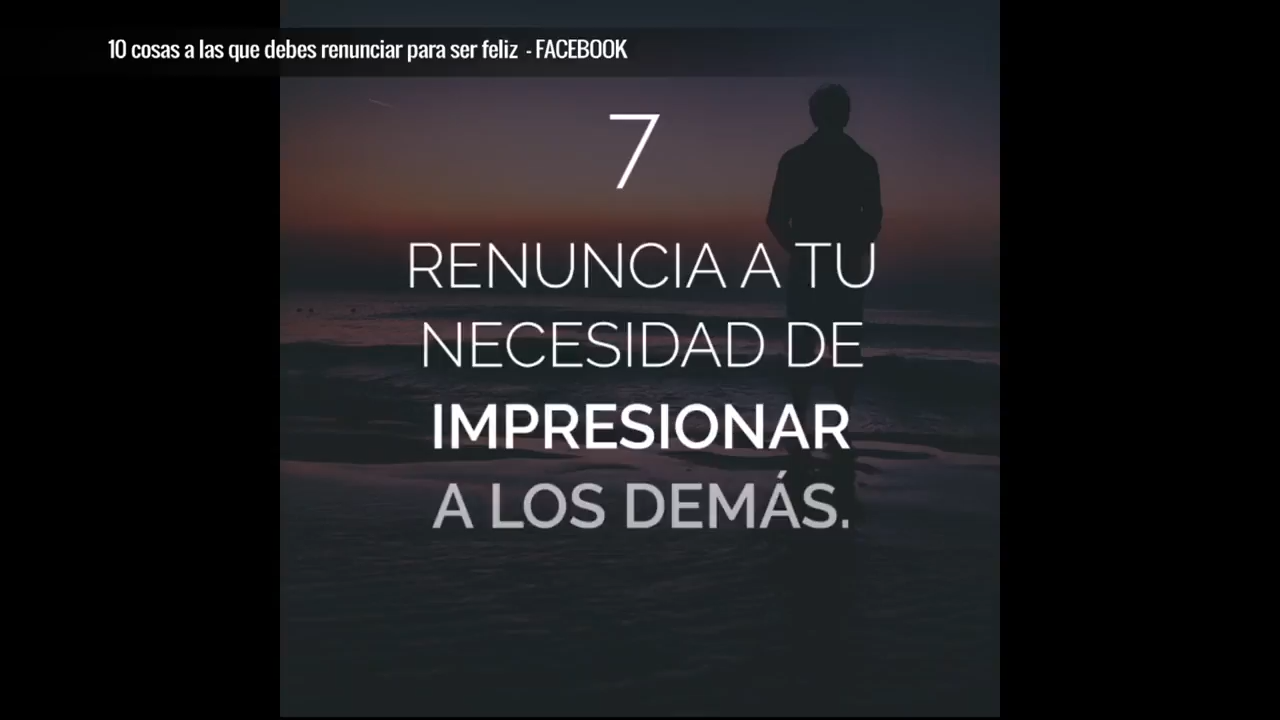 10 cosas a las que debes renunciar para ser feliz - FACEBOOK
7
RENUNCIA A TU
NECESIDAD DE
IMPRESIONAR
A LOS DEMÁS.